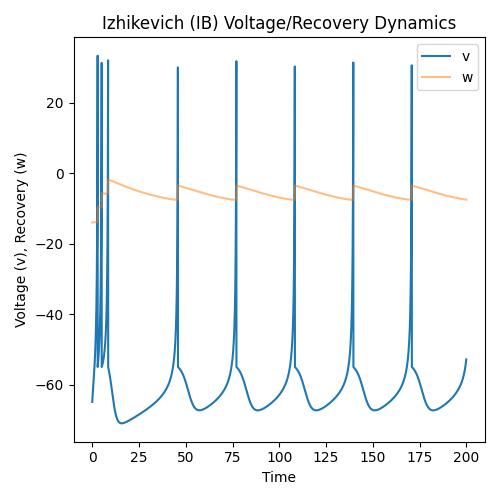 Izhikevich (IB) Voltage/Recovery Dynamics
v
w
Voltage (v), Recovery (w)
20
0
−20
−40
−60
0
25
50
75
100
125
150
175
200
Time